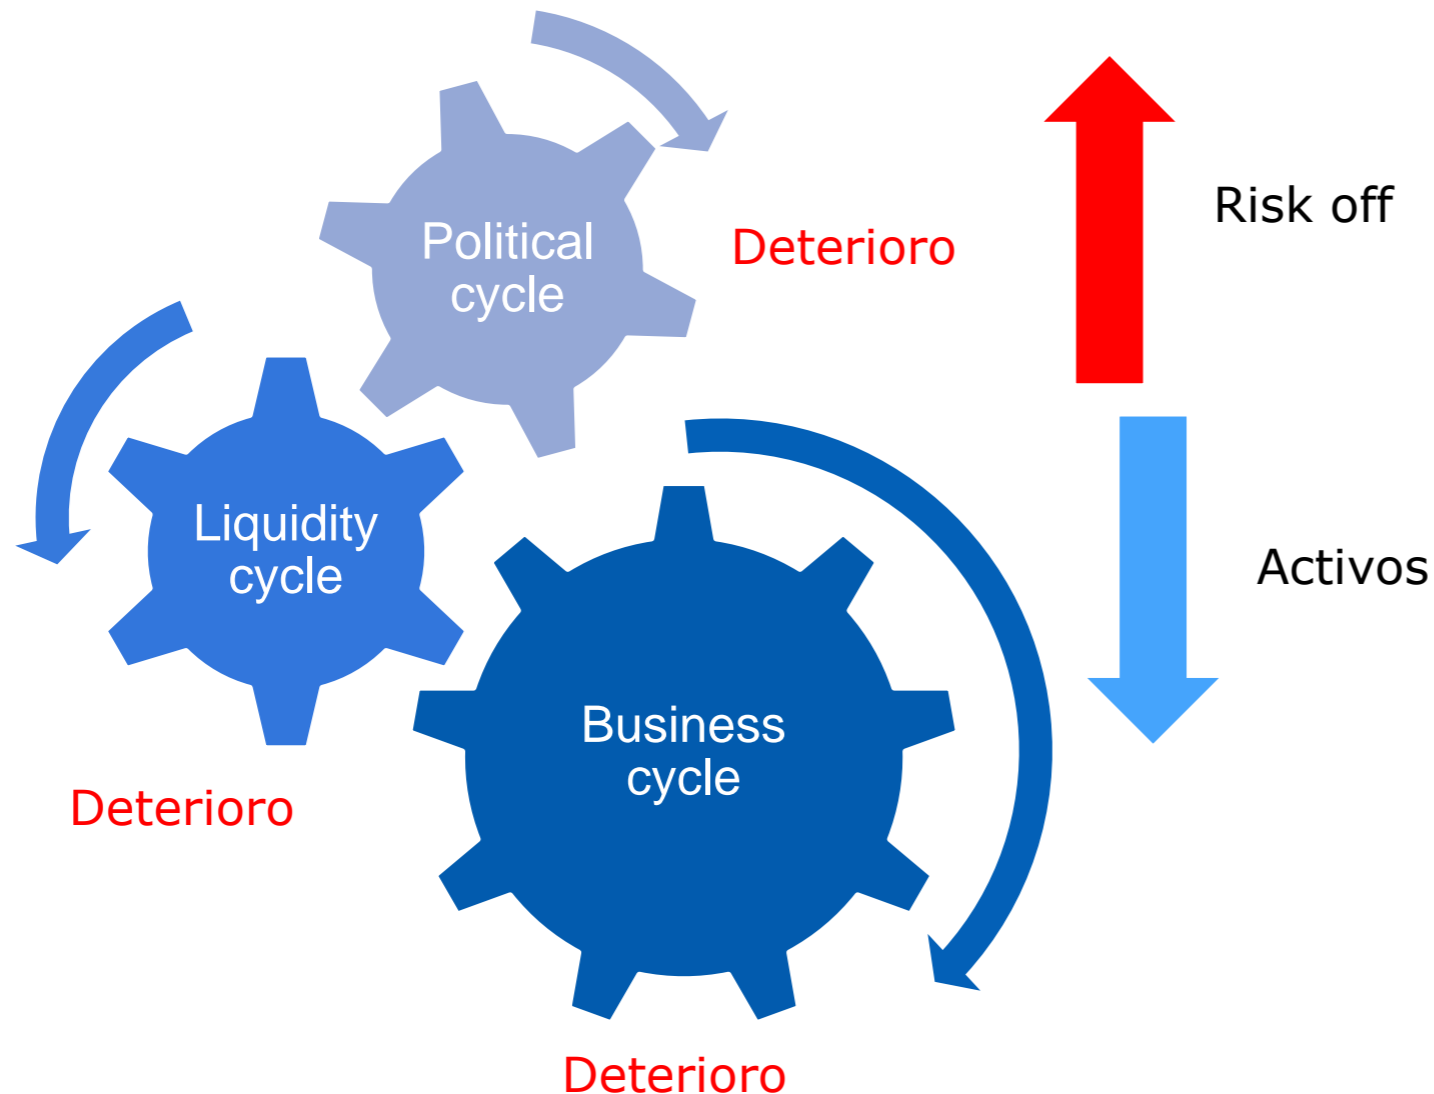 Political
cycle
Deterioro
Risk off
Liquidity
cycle
Deterioro
Activos
Business
cycle
Deterioro